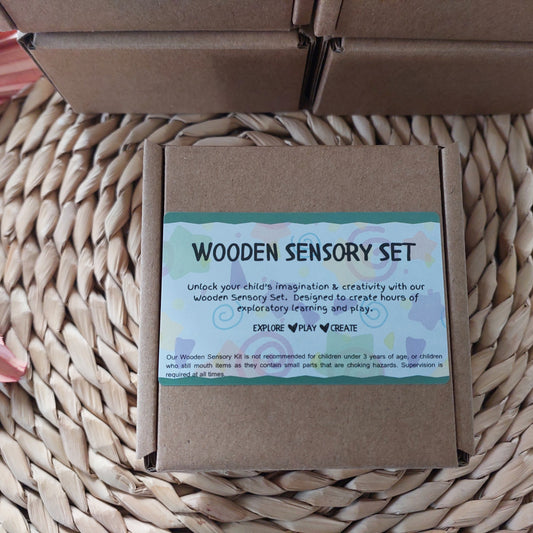 WOODEN SENSORY SET
Unlock your child's imagination & creativity with our
Wooden Sensory Set. Designed to create hours of
exploratory learning and play.
EXPLORE ♥ PLAY ♥ CREATE
Our Wooden Sensory Kit is not recommended for children under 3 years of age, or children
who still mouth items as they contain small parts that are choking hazards. Supervision is
required at all times